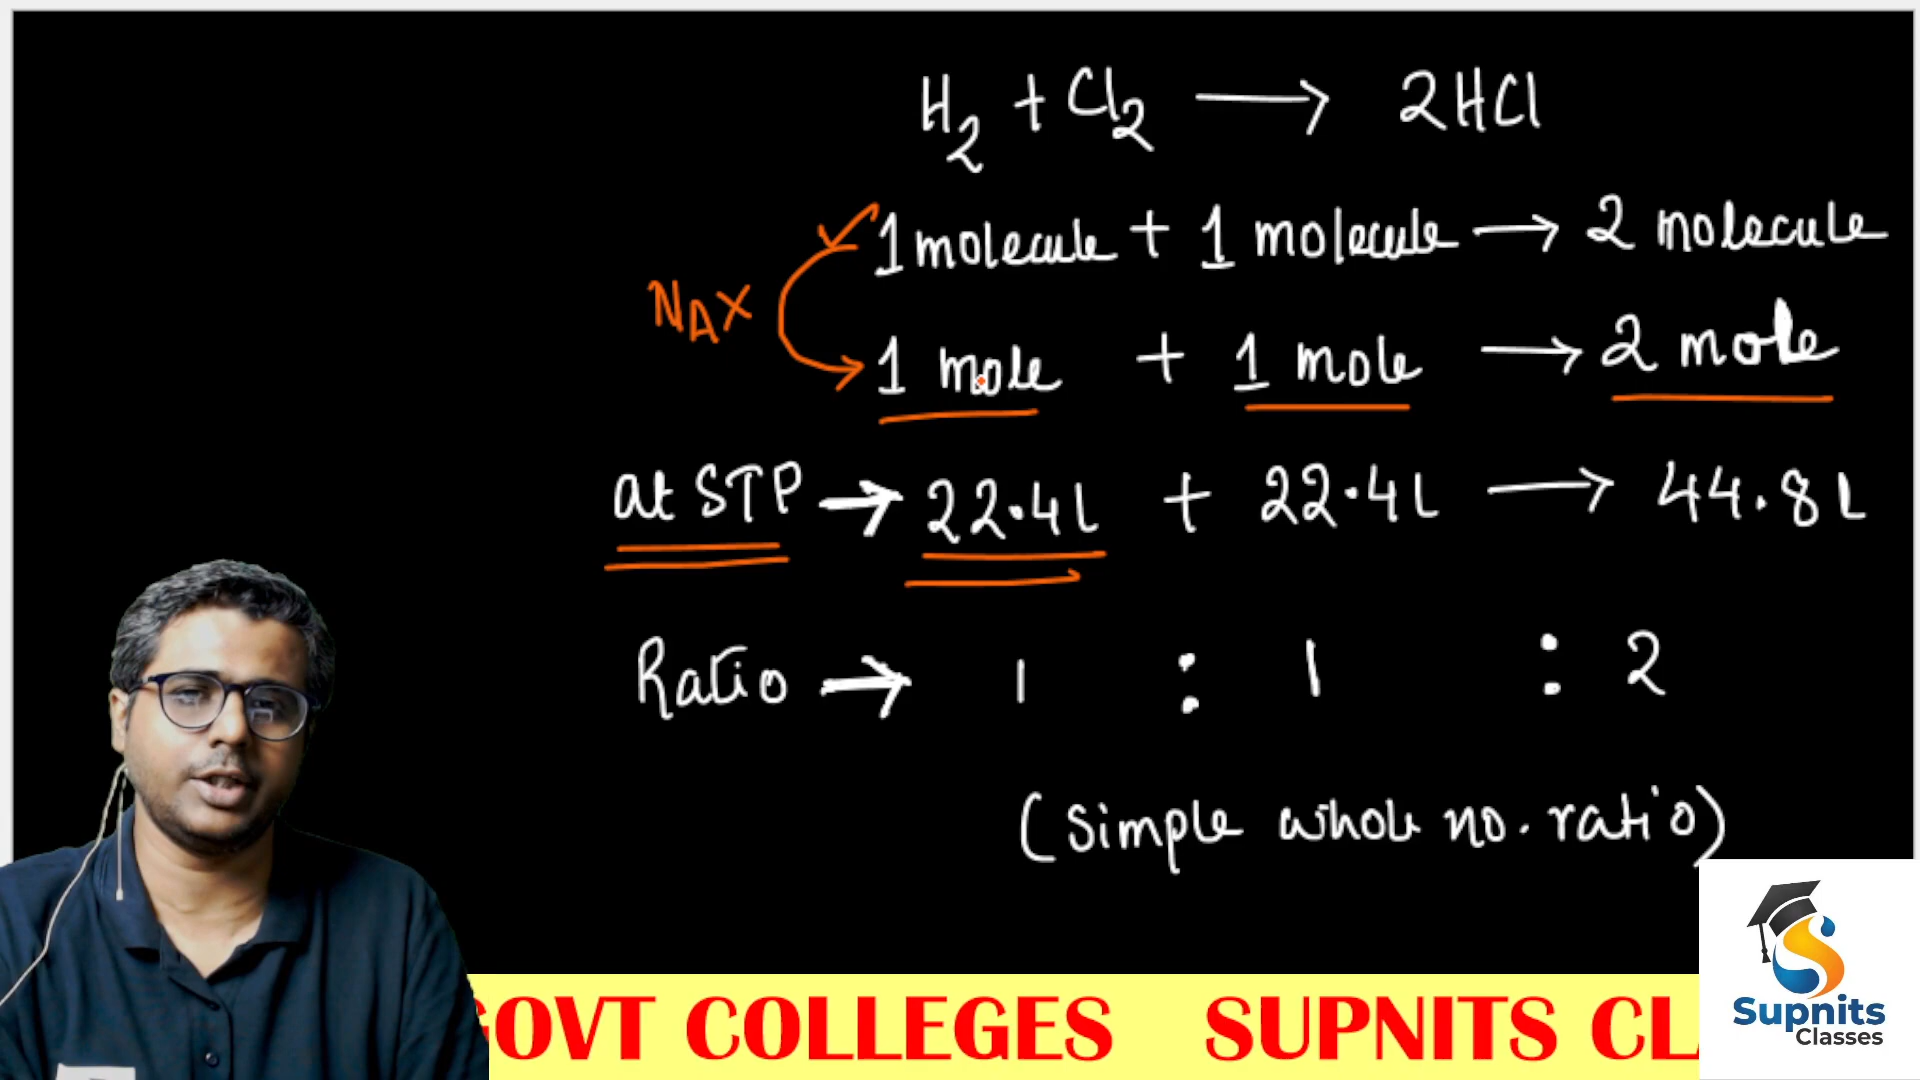 H₂ + Cl₂ → 2HCl
1 molecule + 1 molecule → 2 molecule
NA×
1 mole + 1 mole → 2 mole
at STP → 22.4L + 22.4L → 44.8L
Ratio → 1 : 1 : 2
(simple whole no. ratio)
GOVT COLLEGES SUPNITS CL
Supnits
Classes